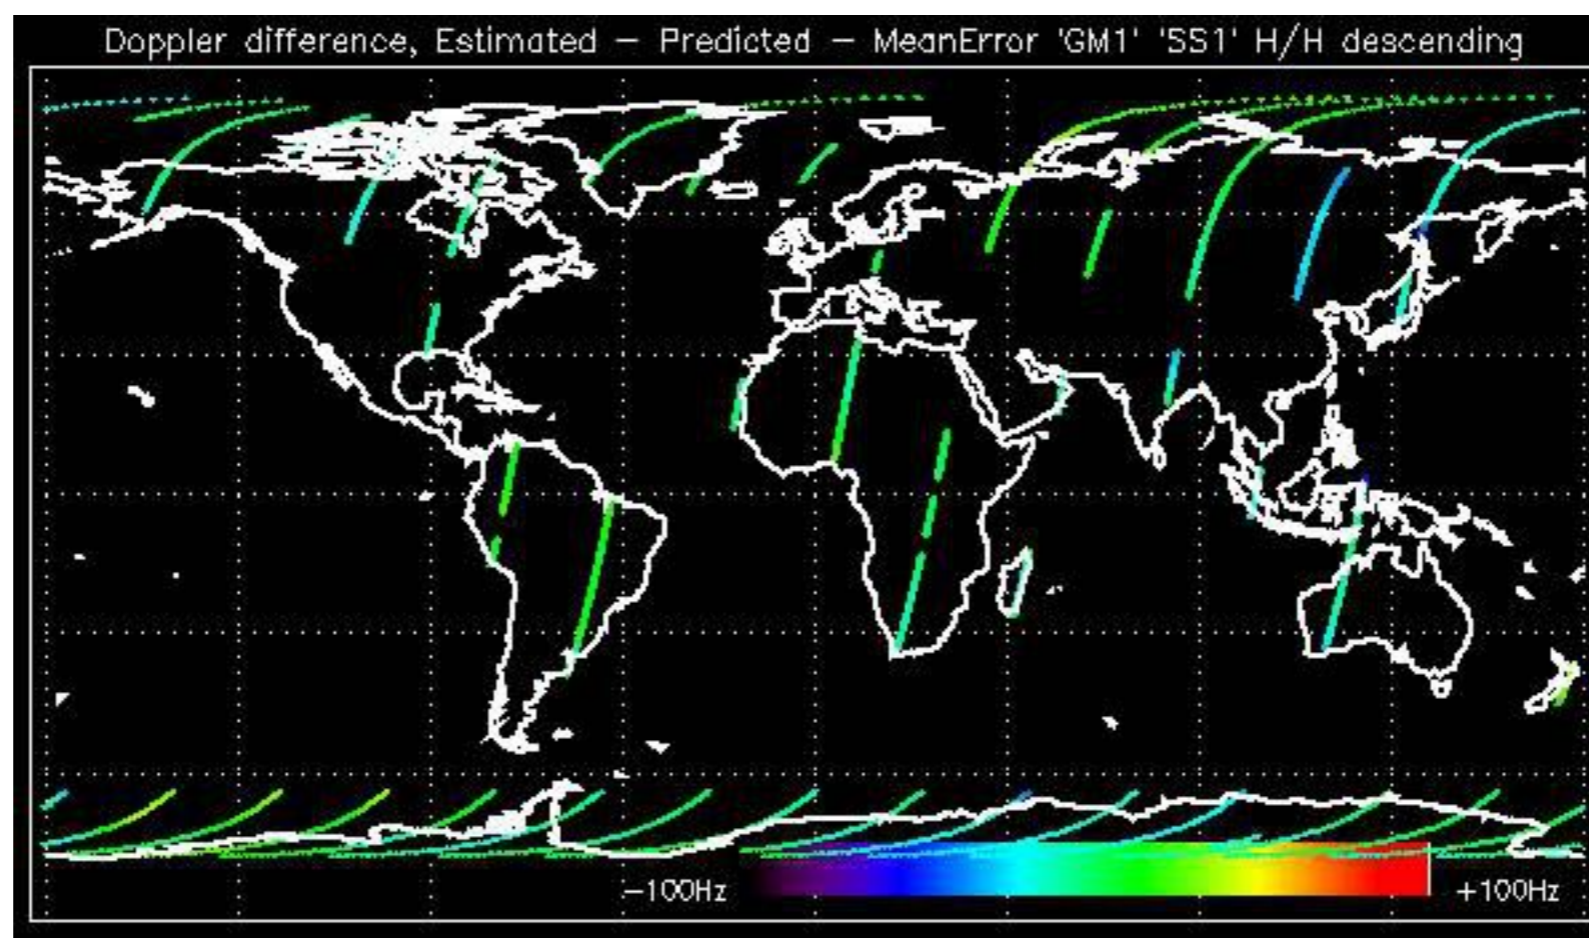 Doppler difference, Estimated – Predicted – MeanError 'GM1' 'SS1' H/H descending
-100Hz +100Hz